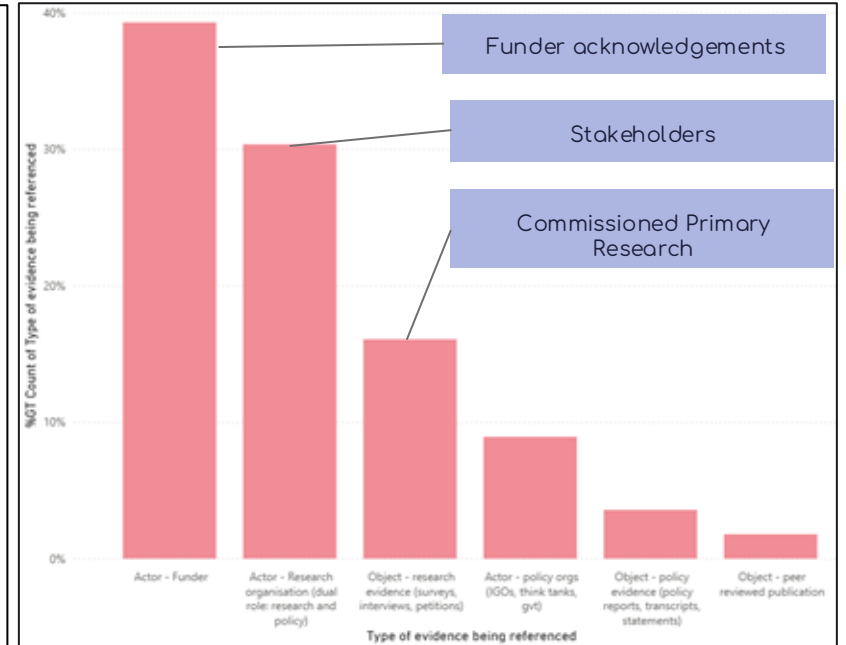 40%
Funder acknowledgements
Stakeholders
30%
Commissioned Primary
Research
20%
10%
0%
%GT Count of Type of evidence being referenced
Actor - Funder
Actor - Research
organisation (dual
role: research and
policy)
Object - research
evidence (surveys,
interviews, petitions)
Actor - policy orgs
(IGOs, think tanks,
gvt)
Object - policy
evidence (policy
reports, transcripts,
statements)
Object - peer
reviewed publication
Type of evidence being referenced